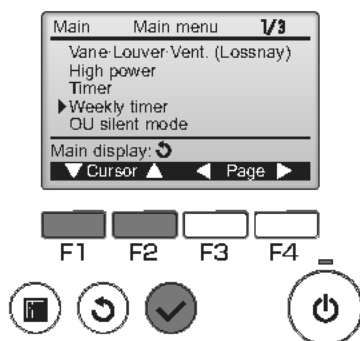 Main Main menu 1/3
Vane·Louver·Vent. (Lossnay)
High power
Timer
▶Weekly timer
OU silent mode
Main display:
▼ Cursor ▲ ◀ Page ▶
F1 F2 F3 F4